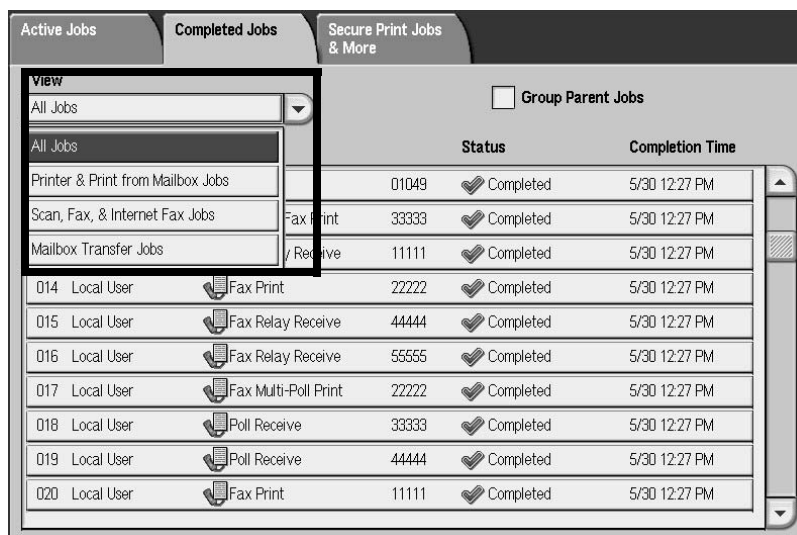 Active Jobs
Completed Jobs
Secure Print Jobs
& More
View
All Jobs
Group Parent Jobs
All Jobs
Printer & Print from Mailbox Jobs
Scan, Fax, & Internet Fax Jobs
Mailbox Transfer Jobs
Status Completion Time
01049 Completed 5/30 12:27 PM
Fax Print 33333 Completed 5/30 12:27 PM
Receive 11111 Completed 5/30 12:27 PM
014 Local User Fax Print 22222 Completed 5/30 12:27 PM
015 Local User Fax Relay Receive 44444 Completed 5/30 12:27 PM
016 Local User Fax Relay Receive 55555 Completed 5/30 12:27 PM
017 Local User Fax Multi-Poll Print 22222 Completed 5/30 12:27 PM
018 Local User Poll Receive 33333 Completed 5/30 12:27 PM
019 Local User Poll Receive 44444 Completed 5/30 12:27 PM
020 Local User Fax Print 11111 Completed 5/30 12:27 PM